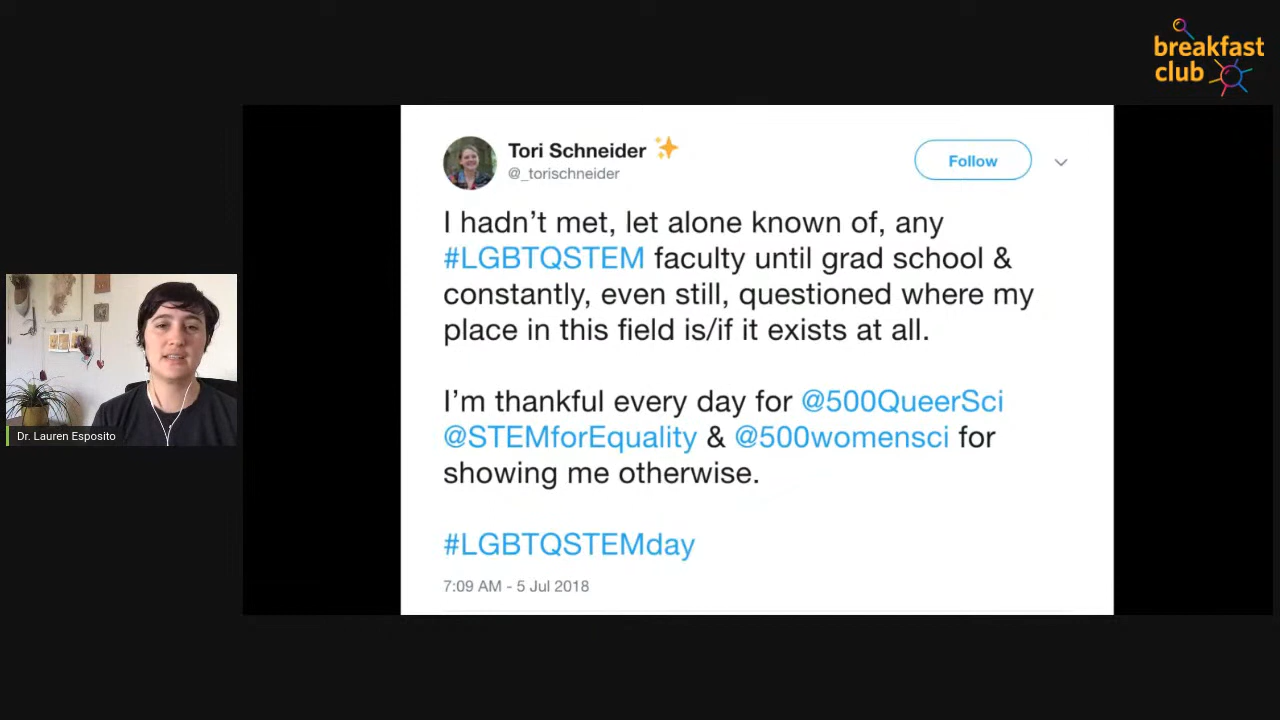 breakfast
club
Tori Schneider
@_torischneider
Follow
I hadn’t met, let alone known of, any
#LGBTQSTEM faculty until grad school &
constantly, even still, questioned where my
place in this field is/if it exists at all.
I’m thankful every day for @500QueerSci
@STEMforEquality & @500womensci for
showing me otherwise.
#LGBTQSTEMday
7:09 AM - 5 Jul 2018
Dr. Lauren Esposito